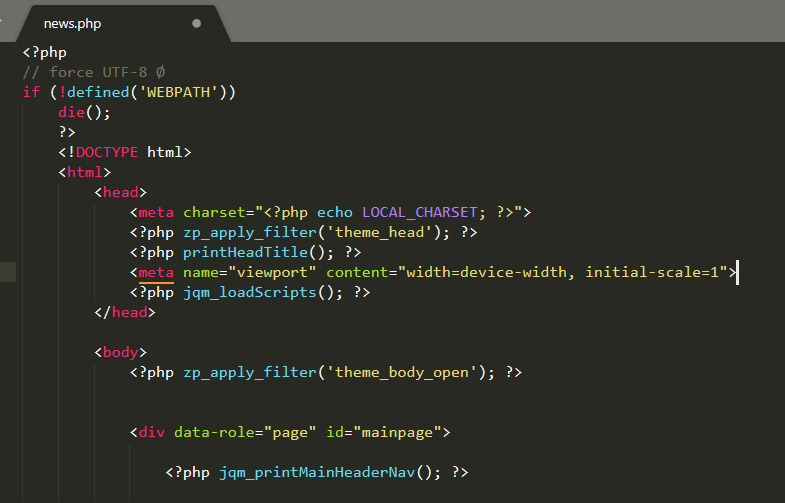 news.php
<?php
// force UTF-8 Ø
if (!defined('WEBPATH'))
die();
?>
<!DOCTYPE html>
<html>
<head>
<meta charset="<?php echo LOCAL_CHARSET; ?>">
<?php zp_apply_filter('theme_head'); ?>
<?php printHeadTitle(); ?>
<meta name="viewport" content="width=device-width, initial-scale=1">
<?php jqm_loadScripts(); ?>
</head>
<body>
<?php zp_apply_filter('theme_body_open'); ?>
<div data-role="page" id="mainpage">
<?php jqm_printMainHeaderNav(); ?>